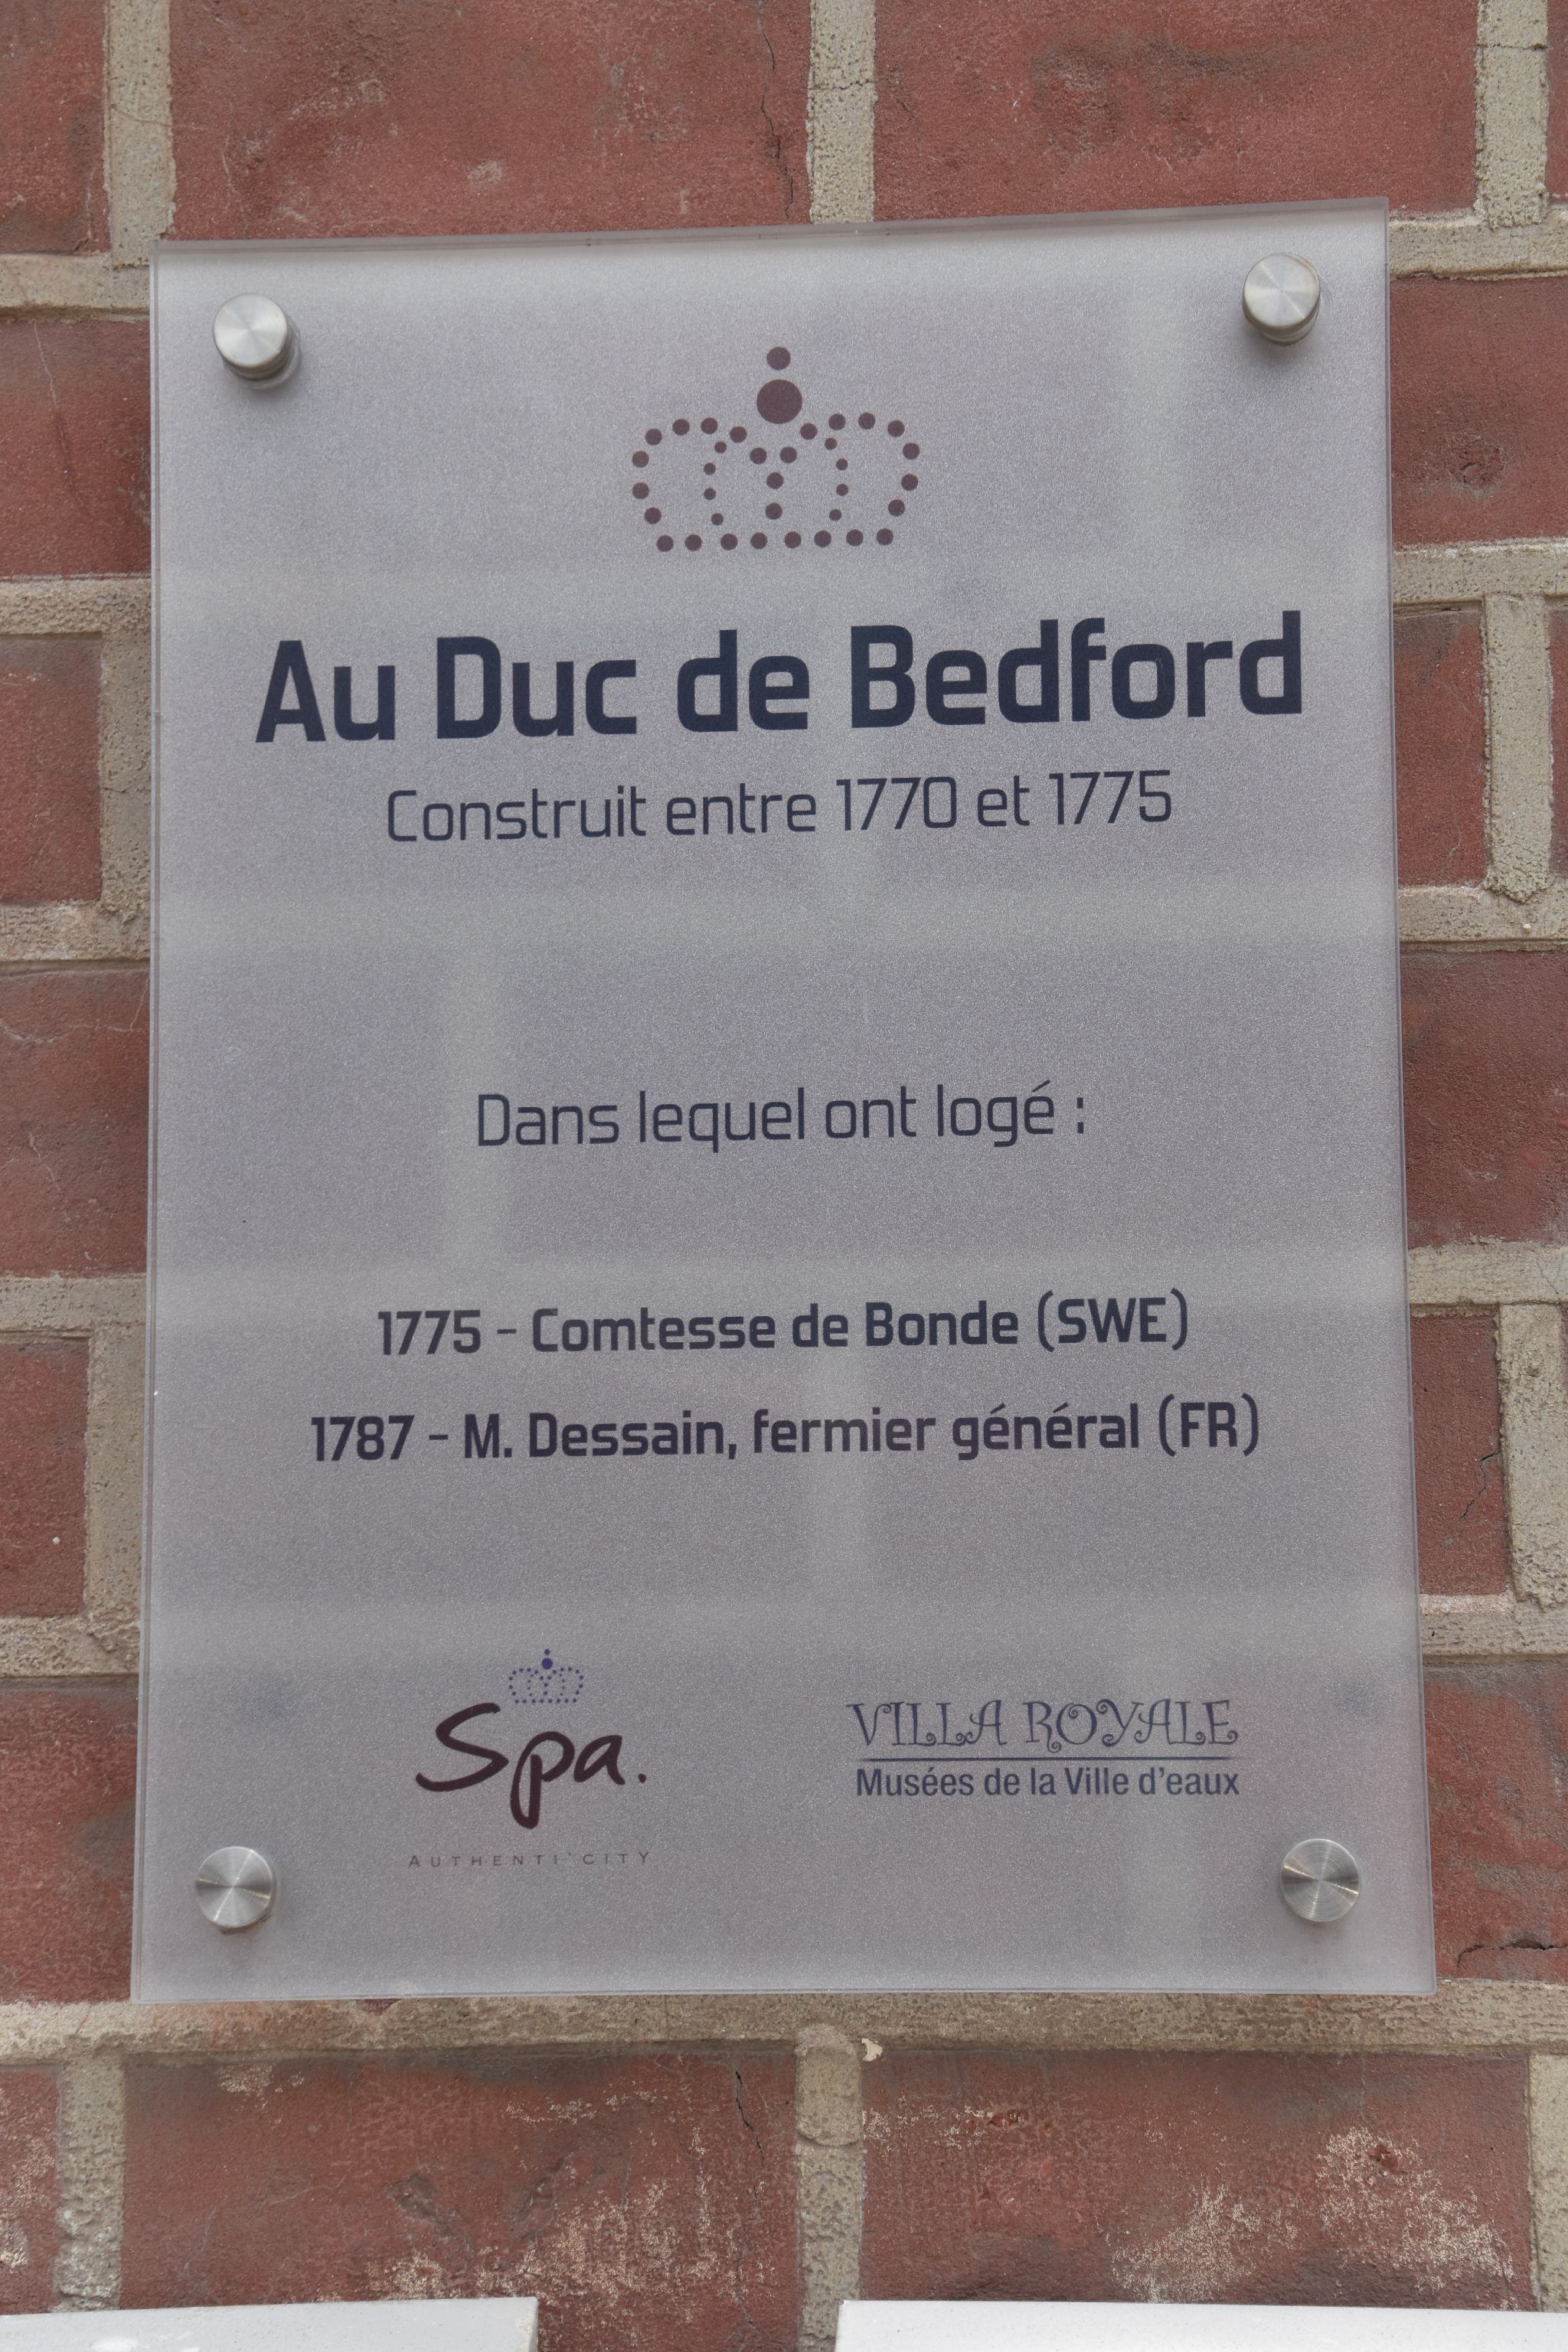 Au Duc de Bedford
Construit entre 1770 et 1775
Dans lequel ont logé :
1775 - Comtesse de Bonde (SWE)
1787 - M. Dessain, fermier général (FR)
Spa.
AUTHENTI'CITY
VILLA ROYALE
Musées de la Ville d'eaux